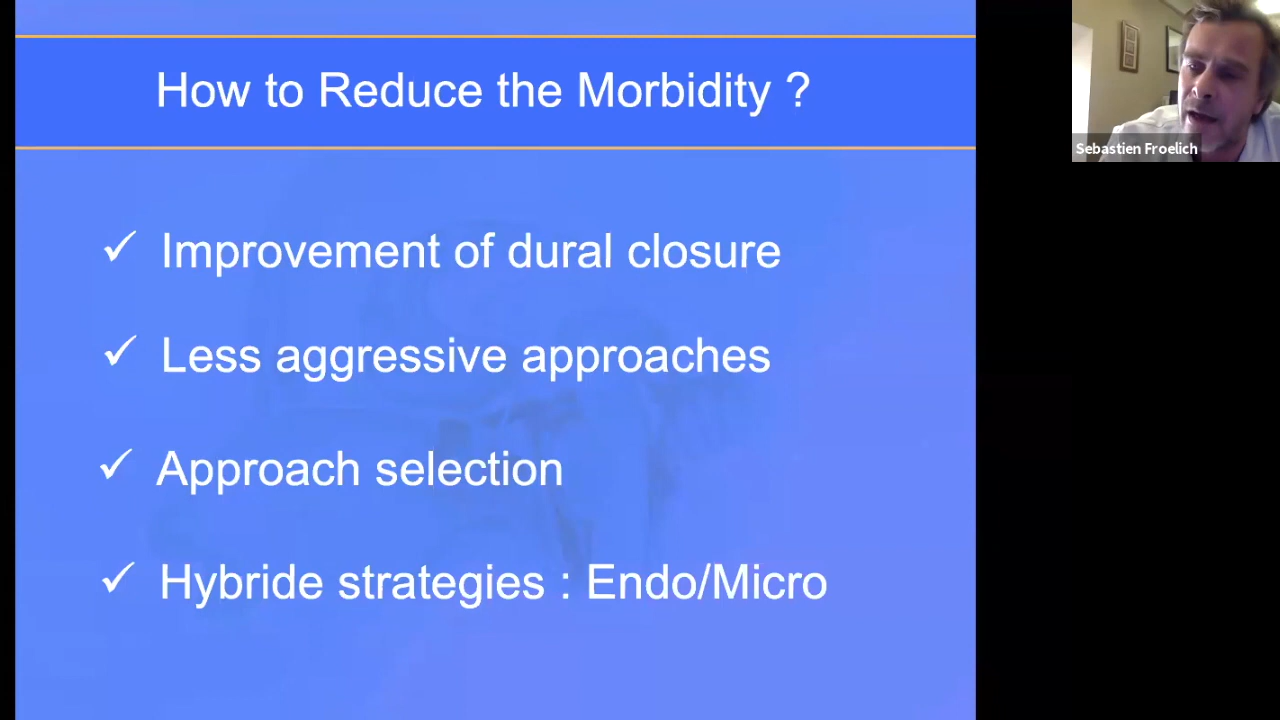 How to Reduce the Morbidity ?
Sebastien Froelich
✓ Improvement of dural closure
✓ Less aggressive approaches
✓ Approach selection
✓ Hybride strategies : Endo/Micro